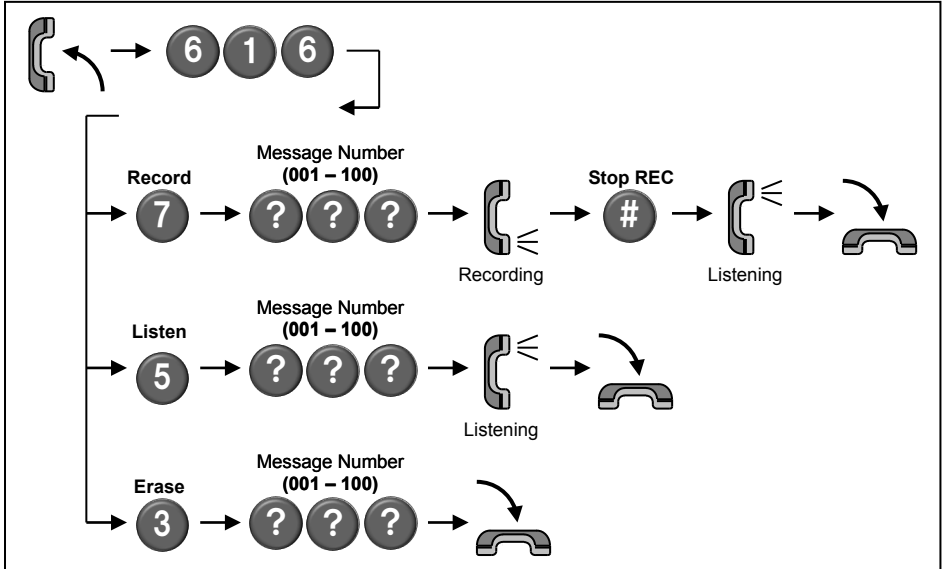 6 1 6
Message Number
(001 – 100)
Record
Stop REC
7 ? ? ? #
Recording
Listening
Message Number
(001 – 100)
Listen
5 ? ? ?
Listening
Message Number
(001 – 100)
Erase
3 ? ? ?